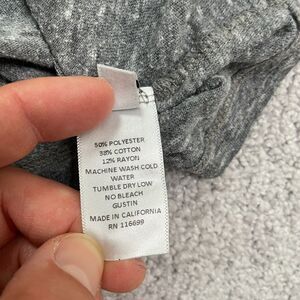 50% POLYESTER
38% COTTON
12% RAYON
MACHINE WASH COLD
WATER
TUMBLE DRY LOW
NO BLEACH
GUSTIN
MADE IN CALIFORNIA
RN 116699